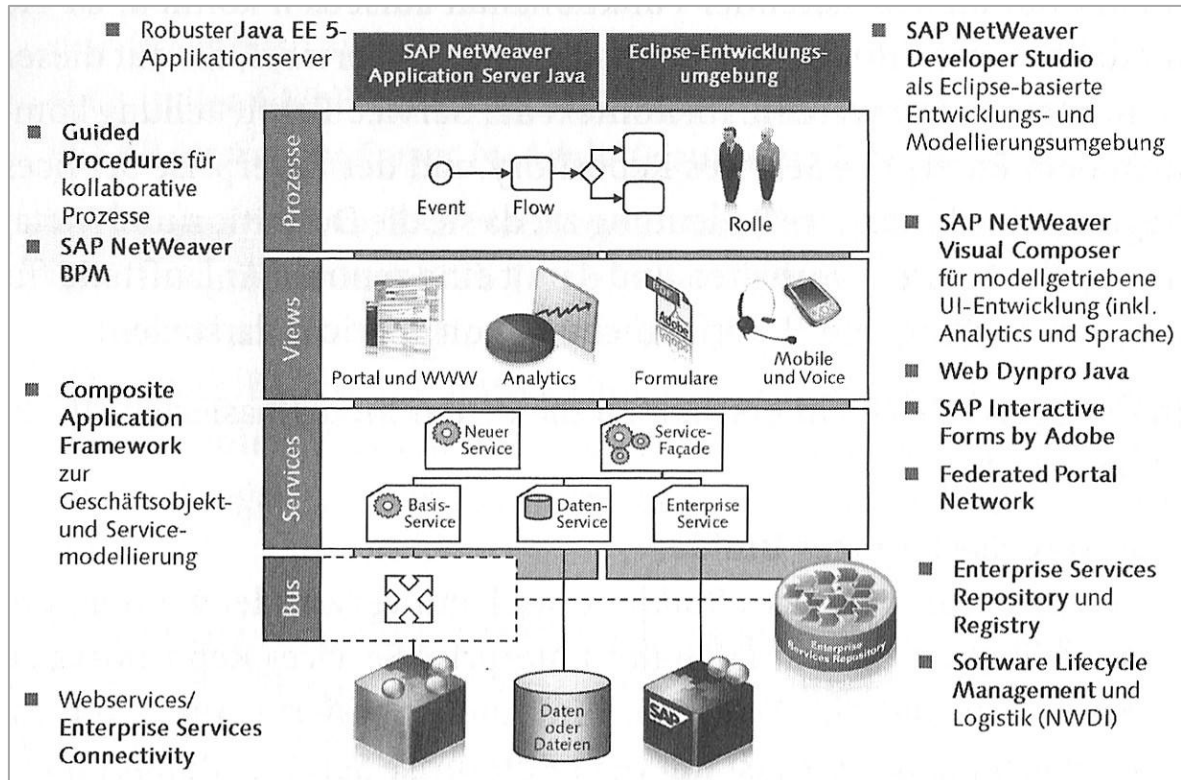 Robuster Java EE 5-
Applikationsserver
Guided
Procedures für
kollaborative
Prozesse
SAP NetWeaver
BPM
Composite
Application
Framework
zur
Geschäftsobjekt-
und Service-
modellierung
Webservices/
Enterprise Services
Connectivity
SAP NetWeaver
Application Server Java
Eclipse-Entwicklungs-
umgebung
Prozesse
Event
Flow
Rolle
Views
Portal und WWW
Analytics
Adobe
Formulare
Mobile
und Voice
Services
Neuer
Service
Service-
Façade
Basis-
Service
Daten-
Service
Enterprise
Service
Bus
Enterprise
Services Repository
Daten
oder
Dateien
SAP
SAP NetWeaver
Developer Studio
als Eclipse-basierte
Entwicklungs- und
Modellierungsumgebung
SAP NetWeaver
Visual Composer
für modellgetriebene
UI-Entwicklung (inkl.
Analytics und Sprache)
Web Dynpro Java
SAP Interactive
Forms by Adobe
Federated Portal
Network
Enterprise Services
Repository und
Registry
Software Lifecycle
Management und
Logistik (NWDI)